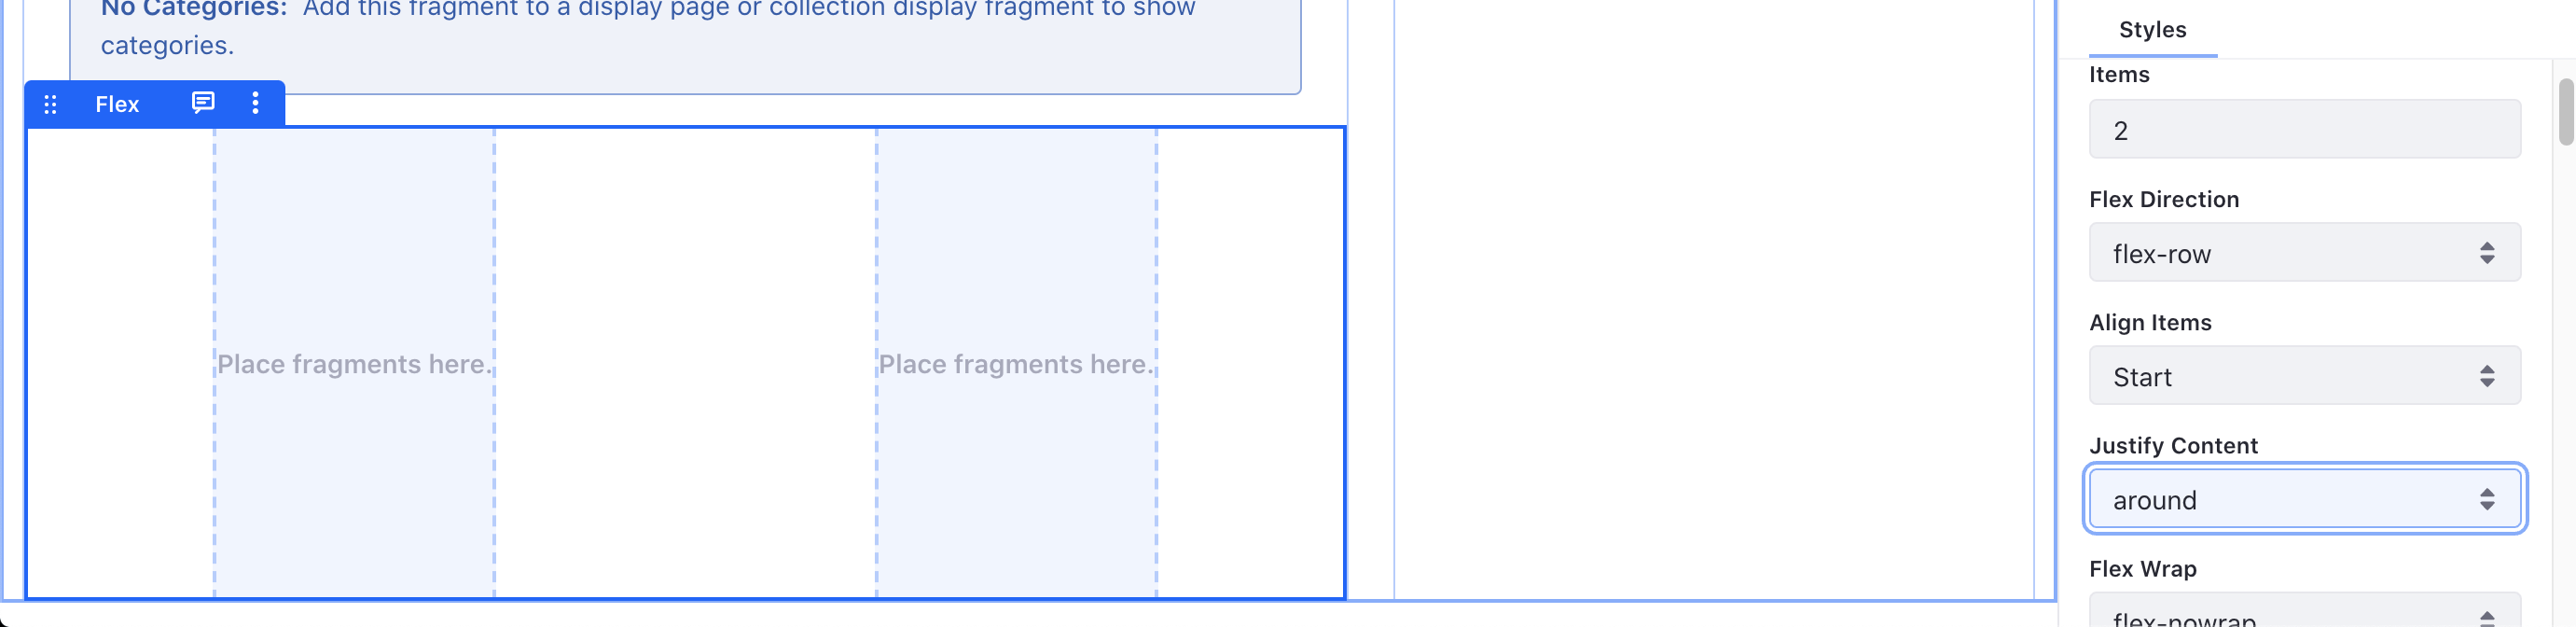 No Categories: Add this fragment to a display page or collection display fragment to show
categories.
Flex
Place fragments here.
Place fragments here.
Styles
Items
2
Flex Direction
flex-row
Align Items
Start
Justify Content
around
Flex Wrap
flex-nowrap